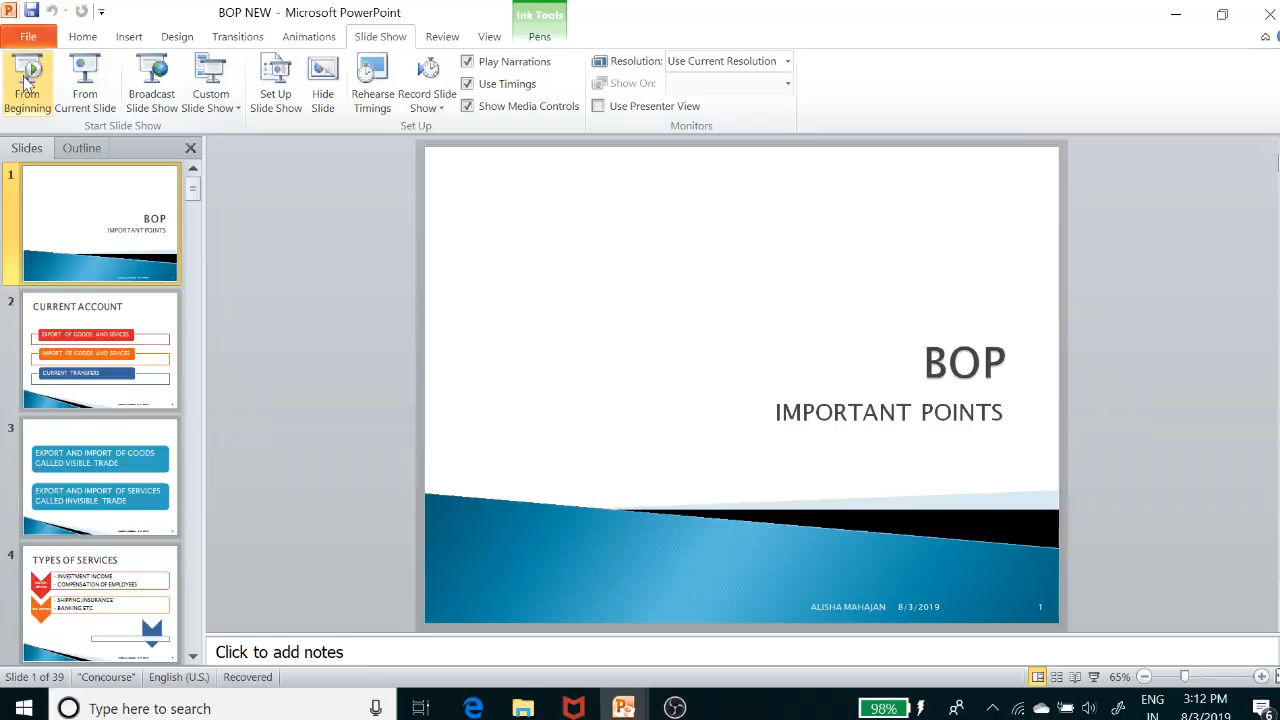 BOP NEW - Microsoft PowerPoint
Ink Tools
File Home Insert Design Transitions Animations Slide Show Review View Pens
From Beginning
From Current Slide
Broadcast Slide Show
Custom Slide Show
Set Up Slide Show
Hide Slide
Rehearse Timings
Record Slide Show
Play Narrations
Use Timings
Show Media Controls
Resolution: Use Current Resolution
Show On:
Use Presenter View
Start Slide Show
Set Up
Monitors
Slides Outline
1
BOP
IMPORTANT POINTS
2
CURRENT ACCOUNT
EXPORT OF GOODS AND SEVICES
IMPORT OF GOODS AND SEVICES
CURRENT TRANSFERS
3
EXPORT AND IMPORT OF GOODS
CALLED VISIBLE TRADE
EXPORT AND IMPORT OF SERVICES
CALLED INVISIBLE TRADE
4
TYPES OF SERVICES
- INVESTMENT INCOME
- COMPENSATION OF EMPLOYEES
- SHIPPING,INSURANCE
- BANKING ETC
BOP
IMPORTANT POINTS
ALISHA MAHAJAN 8/3/2019 1
Click to add notes
Slide 1 of 39 "Concourse" English (U.S.) Recovered 65%
Type here to search
98%
ENG
IN
3:12 PM
8/3/2019